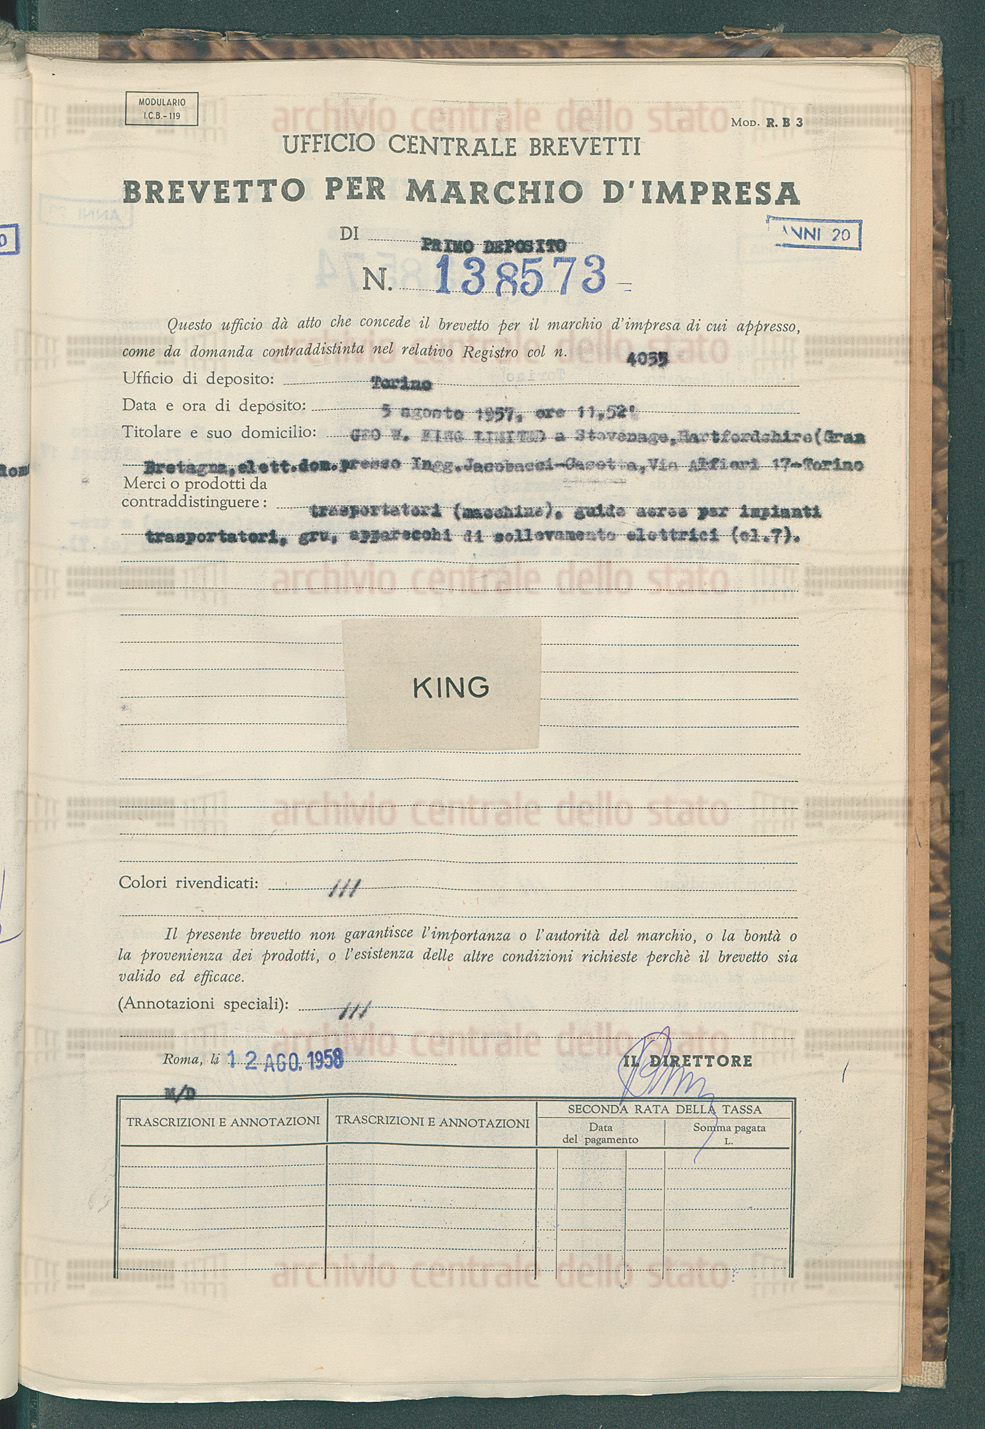 MODULARIO
I.C.B. - 119
MOD. R. B 3
UFFICIO CENTRALE BREVETTI
BREVETTO PER MARCHIO D'IMPRESA
ANNI 20
DI PRIMO DEPOSITO
N. 138573
Questo ufficio dà atto che concede il brevetto per il marchio d'impresa di cui appresso,
come da domanda contraddistinta nel relativo Registro col n. 4055
Ufficio di deposito: Torino
Data e ora di deposito: 5 agosto 1957, ore 11,52'
Titolare e suo domicilio: GEO W. KING LIMITED a Stevenage,Hartfordshire(Gran
Bretagna,elett.dom.presso Ingg.Jacobacci-Casetta,Via Alfieri 17-Torino
Merci o prodotti da
contraddistinguere: trasportatori (macchine), guide aeree per impianti
trasportatori, gru, apparecchi di sollevamento elettrici (cl.7).
KING
Colori rivendicati: ///
Il presente brevetto non garantisce l'importanza o l'autorità del marchio, o la bontà o
la provenienza dei prodotti, o l'esistenza delle altre condizioni richieste perchè il brevetto sia
valido ed efficace.
(Annotazioni speciali): ///
Roma, li 12 AGO. 1958
IL DIRETTORE
M/D
TRASCRIZIONI E ANNOTAZIONI
TRASCRIZIONI E ANNOTAZIONI
SECONDA RATA DELLA TASSA
Data
del pagamento
Somma pagata
L.
archivio centrale dello stato
archivio centrale dello stato
archivio centrale dello stato
archivio centrale dello stato
archivio centrale dello stato
archivio centrale dello stato